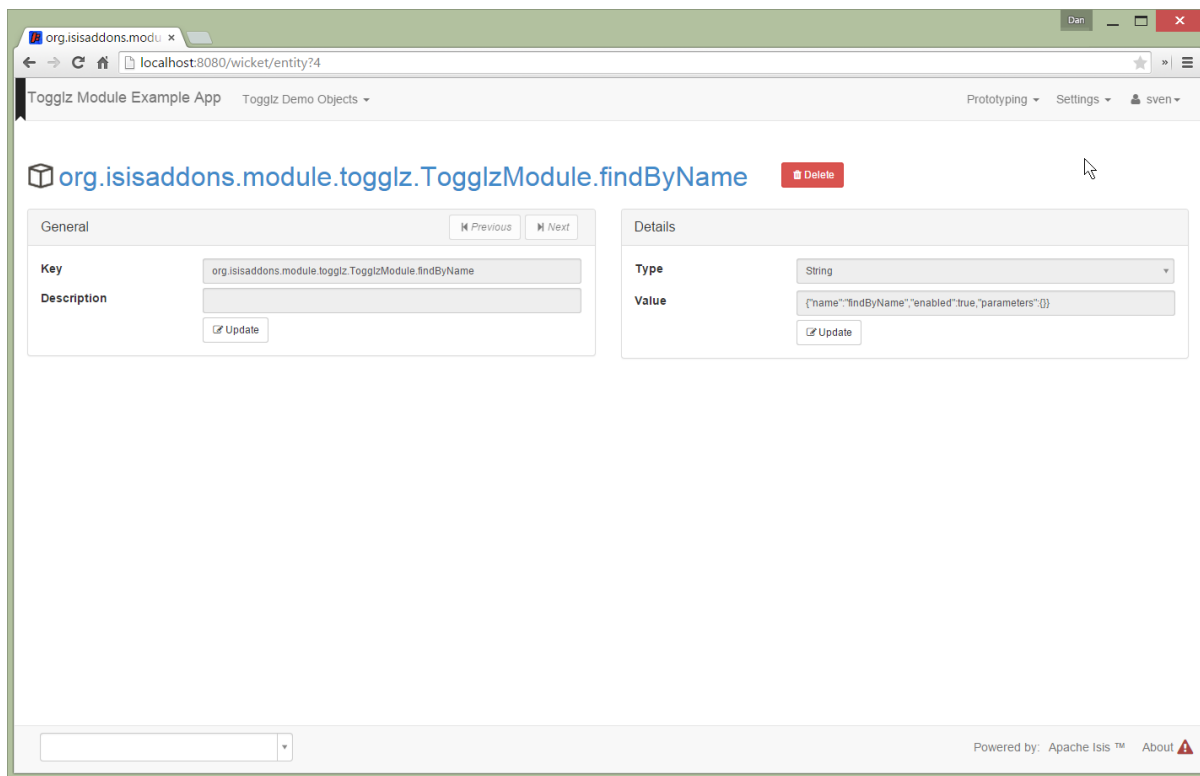 Dan
org.isisaddons.modu
localhost:8080/wicket/entity?4
Togglz Module Example App Togglz Demo Objects Prototyping Settings sven
org.isisaddons.module.togglz.TogglzModule.findByName Delete
General Previous Next
Key org.isisaddons.module.togglz.TogglzModule.findByName
Description
Update
Details
Type String
Value {"name":"findByName","enabled":true,"parameters":{}}
Update
Powered by: Apache Isis ™ About